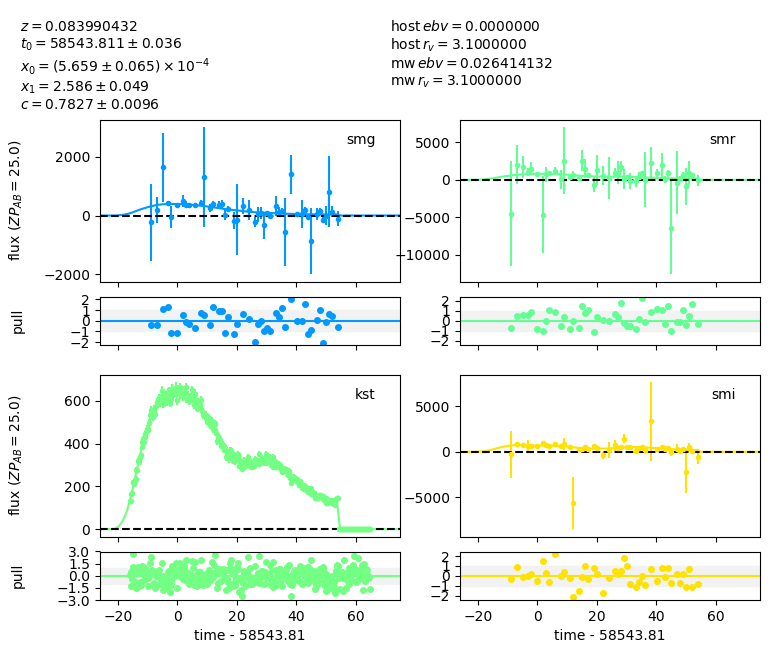 z = 0.083990432
t₀ = 58543.811 ± 0.036
x₀ = (5.659 ± 0.065) × 10⁻⁴
x₁ = 2.586 ± 0.049
c = 0.7827 ± 0.0096
host ebv = 0.0000000
host r_v = 3.1000000
mw ebv = 0.026414132
mw r_v = 3.1000000
smg
flux (ZP_AB = 25.0)
2000
0
−2000
smr
5000
0
−5000
−10000
pull
2
1
0
−1
−2
2
1
0
−1
−2
kst
flux (ZP_AB = 25.0)
600
400
200
0
smi
5000
0
−5000
pull
3.0
1.5
0.0
−1.5
−3.0
2
1
0
−1
−2
−20 0 20 40 60
−20 0 20 40 60
time - 58543.81
time - 58543.81